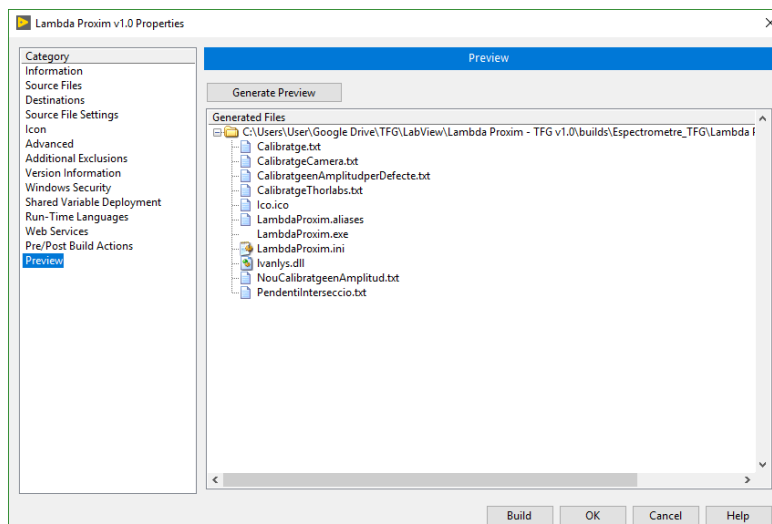 Lambda Proxim v1.0 Properties
Category
Information
Source Files
Destinations
Source File Settings
Icon
Advanced
Additional Exclusions
Version Information
Windows Security
Shared Variable Deployment
Run-Time Languages
Web Services
Pre/Post Build Actions
Preview
Preview
Generate Preview
Generated Files
C:\Users\User\Google Drive\TFG\LabView\Lambda Proxim - TFG v1.0\builds\Espectrometre_TFG\Lambda
Calibratge.txt
CalibratgeCamera.txt
CalibratgeenAmplitudperDefecte.txt
CalibratgeThorlabs.txt
Ico.ico
LambdaProxim.aliases
LambdaProxim.exe
LambdaProxim.ini
lvanlys.dll
NouCalibratgeenAmplitud.txt
PendentiInterseccio.txt
Build
OK
Cancel
Help